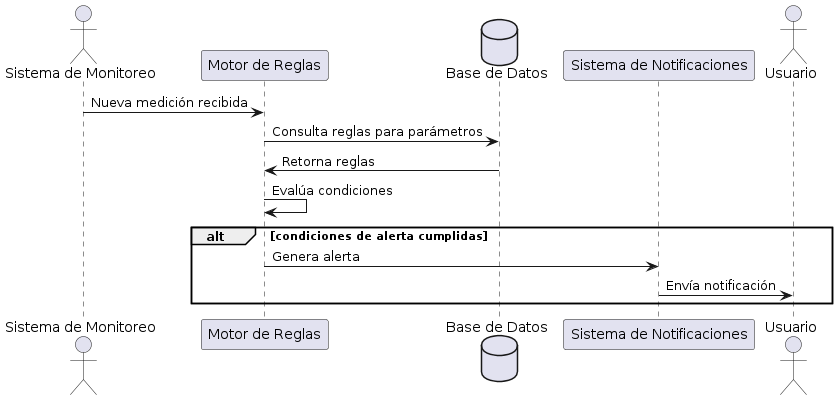 Sistema de Monitoreo
Motor de Reglas
Base de Datos
Sistema de Notificaciones
Usuario
Nueva medición recibida
Consulta reglas para parámetros
Retorna reglas
Evalúa condiciones
alt [condiciones de alerta cumplidas]
Genera alerta
Envía notificación
Sistema de Monitoreo
Motor de Reglas
Base de Datos
Sistema de Notificaciones
Usuario